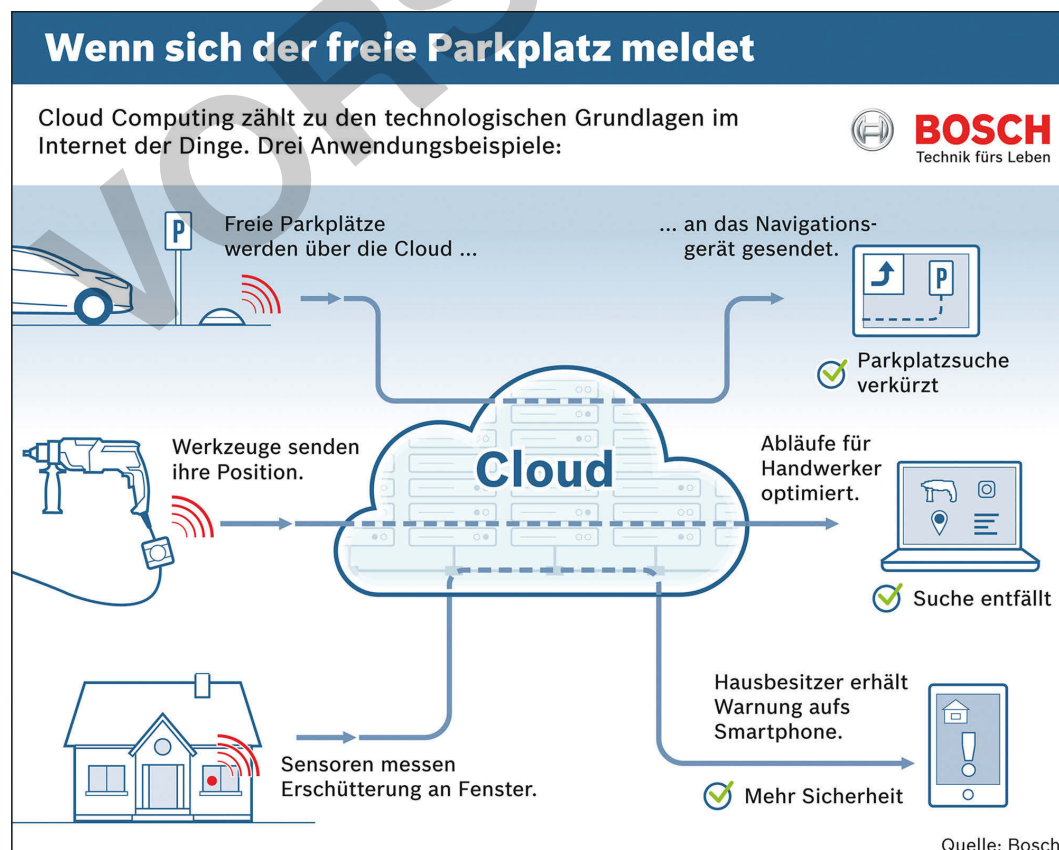 Wenn sich der freie Parkplatz meldet
Cloud Computing zählt zu den technologischen Grundlagen im
Internet der Dinge. Drei Anwendungsbeispiele:
BOSCH
Technik fürs Leben
P
Freie Parkplätze
werden über die Cloud ...
... an das Navigations-
gerät gesendet.
P
Parkplatzsuche
verkürzt
Werkzeuge senden
ihre Position.
Cloud
Abläufe für
Handwerker
optimiert.
Suche entfällt
Sensoren messen
Erschütterung an Fenster.
Hausbesitzer erhält
Warnung aufs
Smartphone.
!
Mehr Sicherheit
Quelle: Bosch
VORS